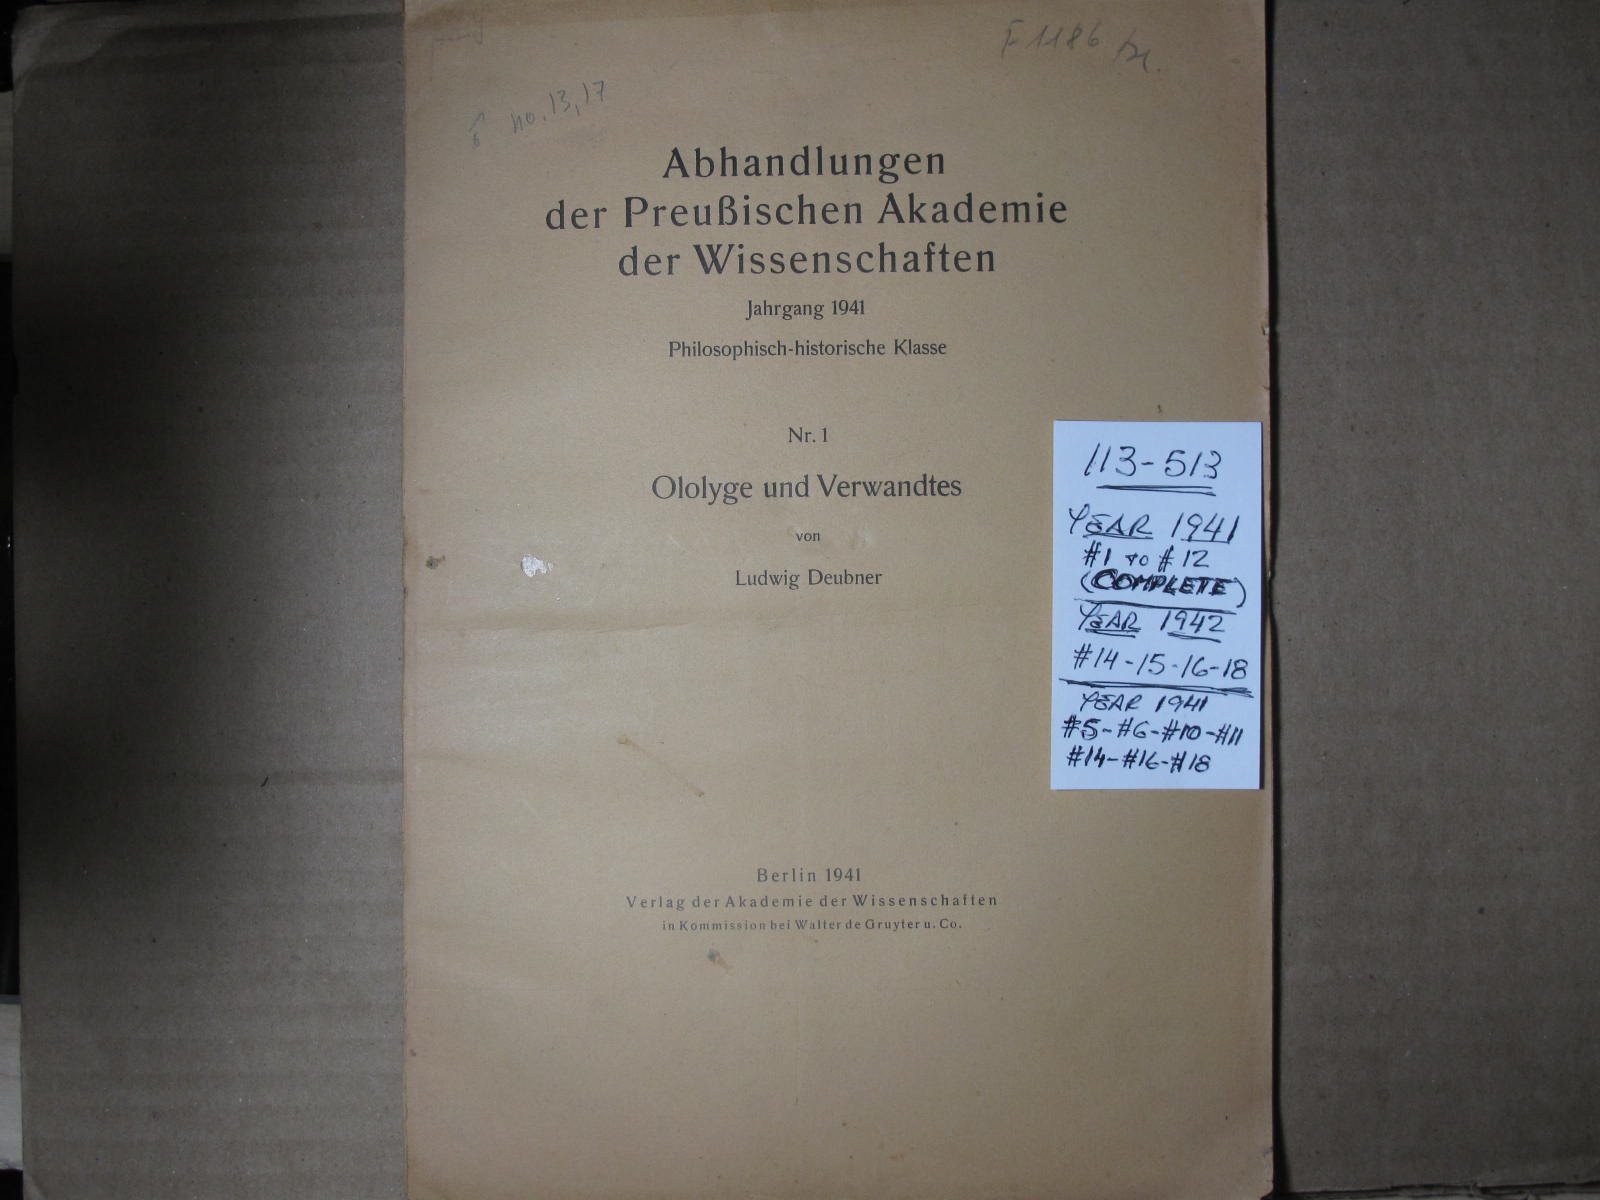 F 1186
no. 13, 17
Abhandlungen
der Preußischen Akademie
der Wissenschaften
Jahrgang 1941
Philosophisch-historische Klasse
Nr. 1
Ololyge und Verwandtes
von
Ludwig Deubner
Berlin 1941
Verlag der Akademie der Wissenschaften
in Kommission bei Walter de Gruyter u. Co.
113-513
YEAR 1941
#1 TO #12
(COMPLETE)
YEAR 1942
#14-15-16-18
YEAR 1941
#5-#6-#10-#11
#14-#16-#18